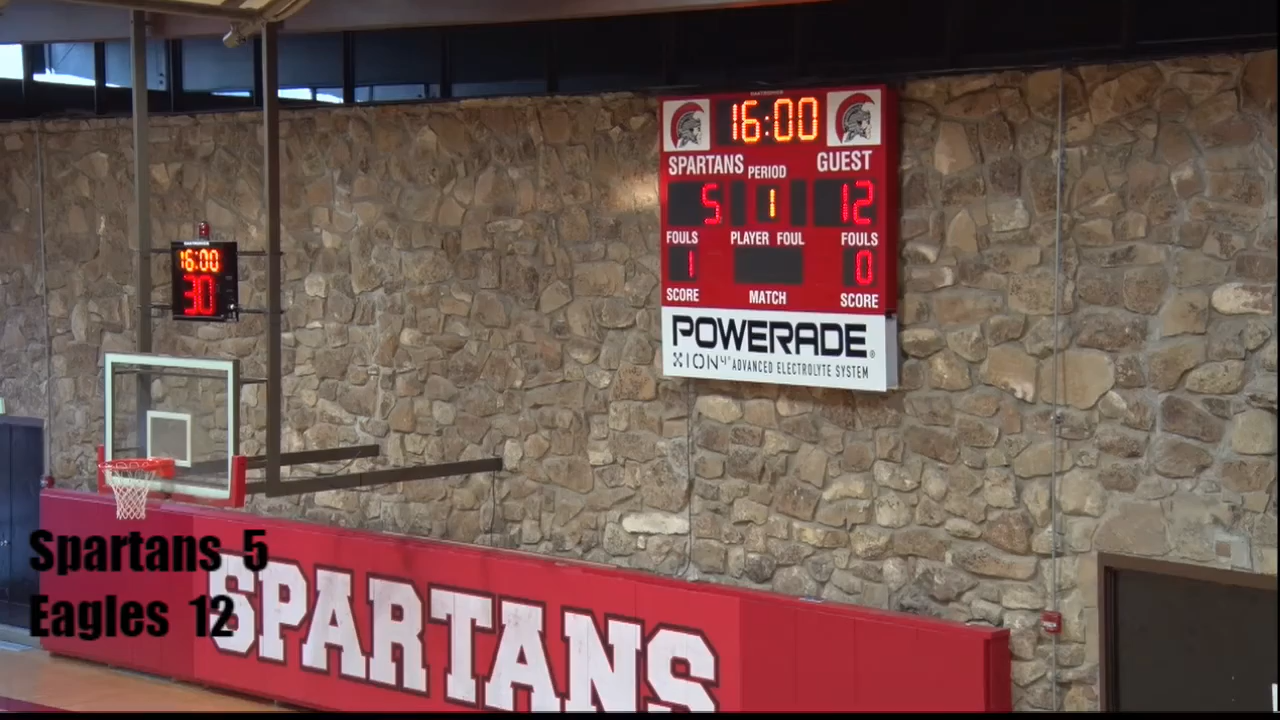 16:00
SPARTANS PERIOD GUEST
5 1 12
FOULS PLAYER FOUL FOULS
1 0
SCORE MATCH SCORE
POWERADE®
XION4® ADVANCED ELECTROLYTE SYSTEM
16:00
30
Spartans 5
Eagles 12
SPARTANS